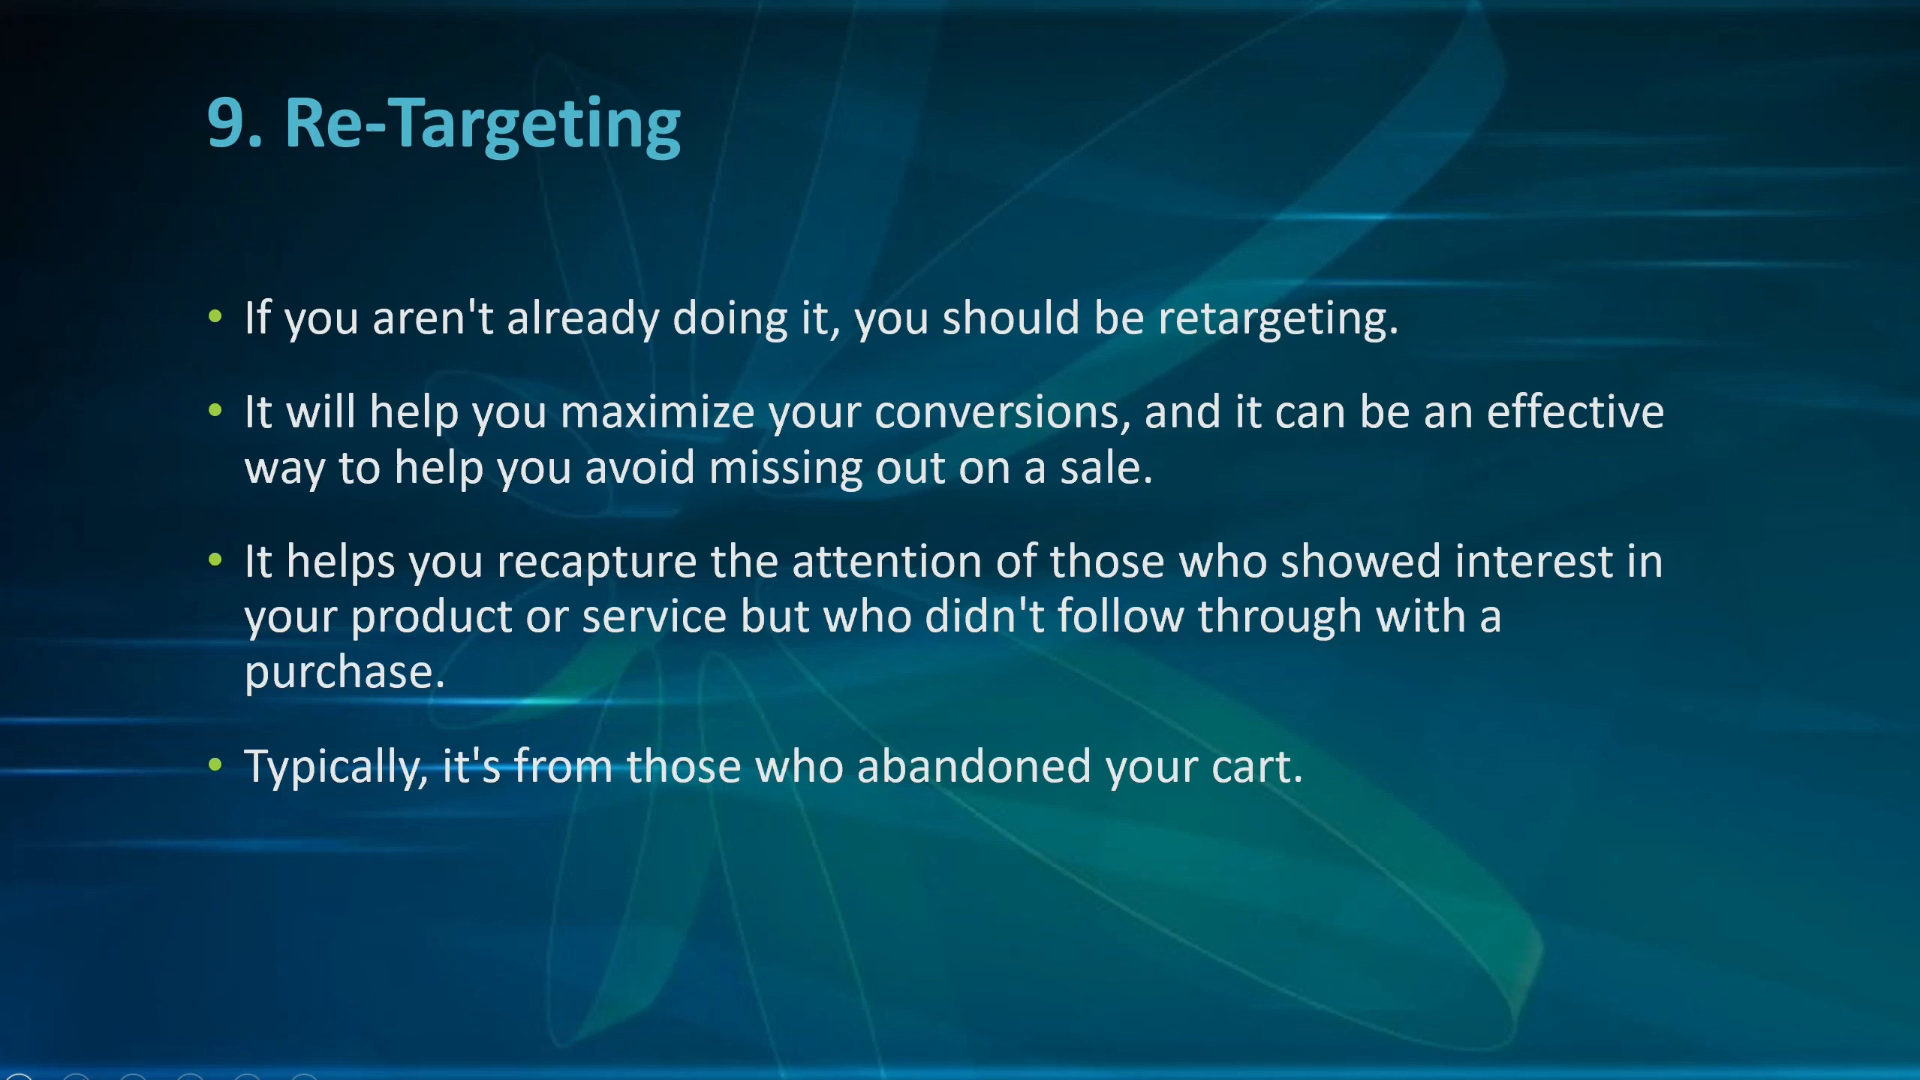 9. Re-Targeting
• If you aren't already doing it, you should be retargeting.
• It will help you maximize your conversions, and it can be an effective
way to help you avoid missing out on a sale.
• It helps you recapture the attention of those who showed interest in
your product or service but who didn't follow through with a
purchase.
• Typically, it's from those who abandoned your cart.